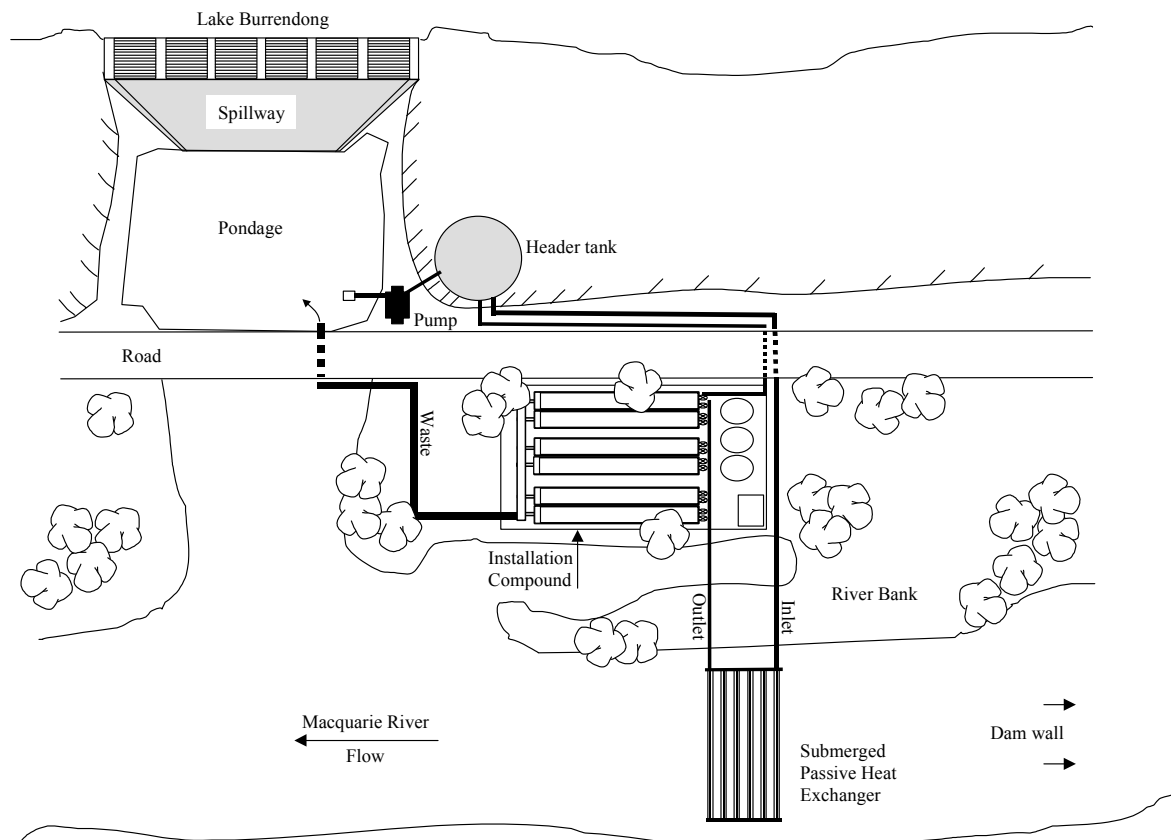 Lake Burrendong
Spillway
Pondage
Header tank
Pump
Road
Waste
Installation
Compound
Outlet
Inlet
River Bank
Macquarie River
Flow
Dam wall
Submerged
Passive Heat
Exchanger